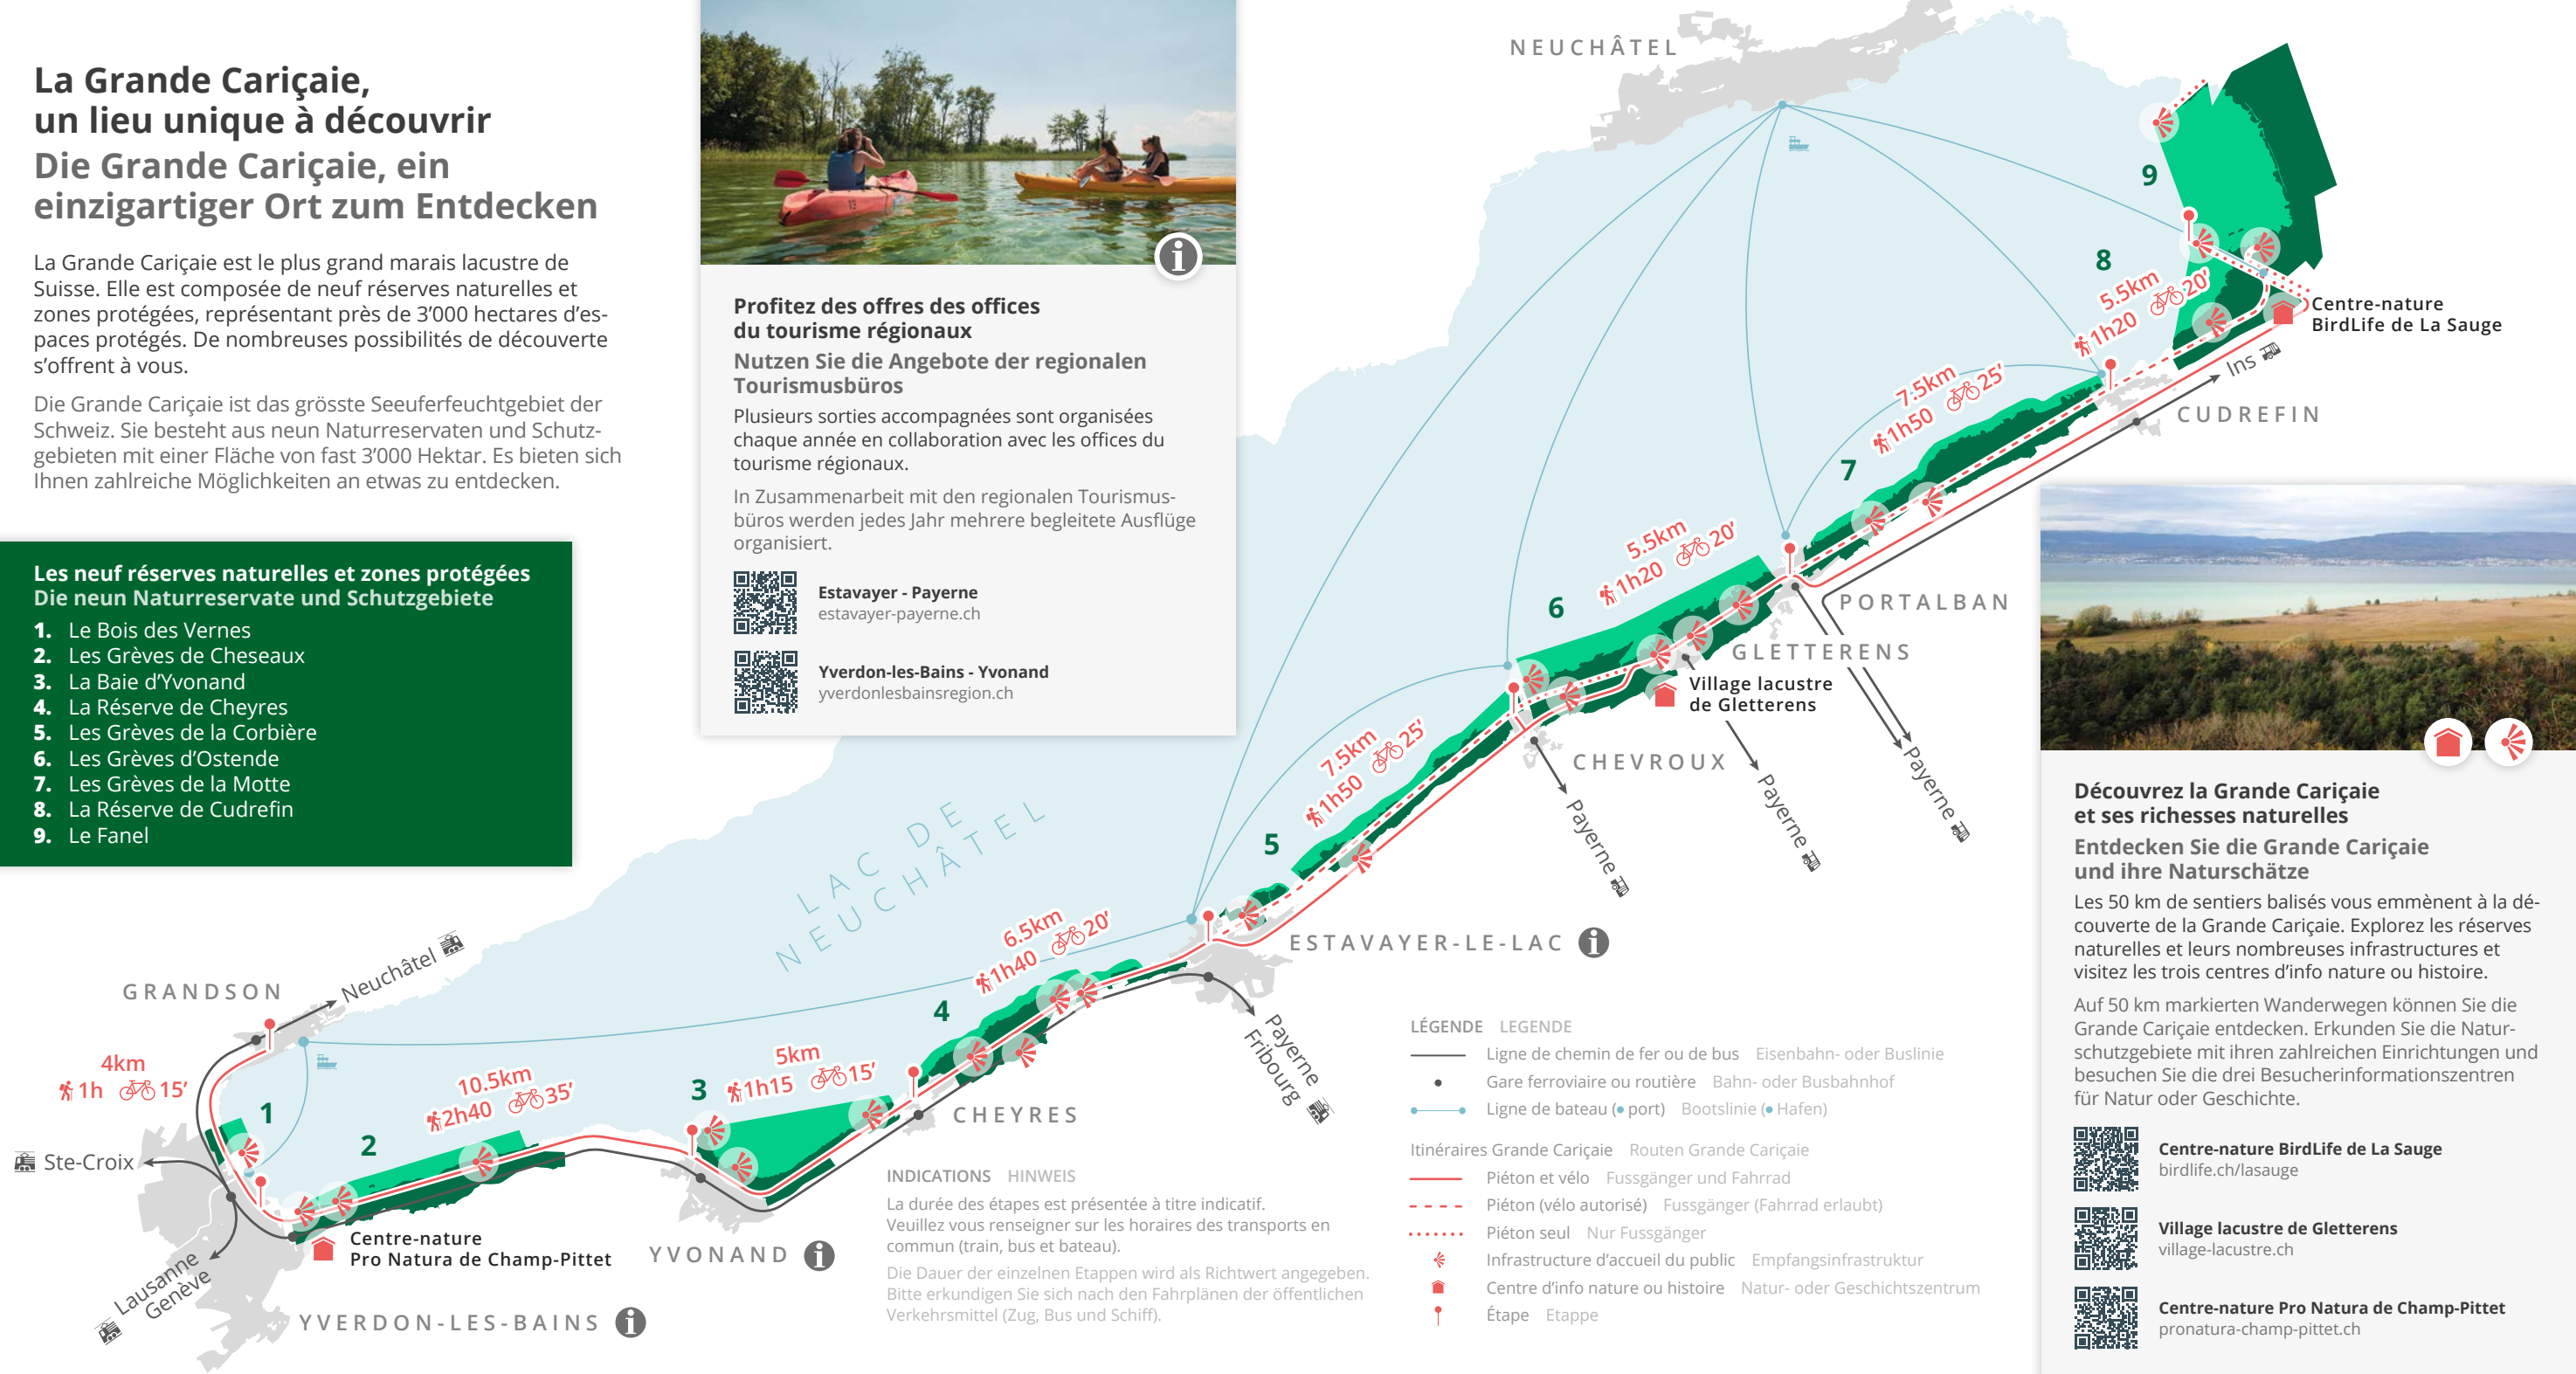 La Grande Cariçaie,
un lieu unique à découvrir
Die Grande Cariçaie, ein
einzigartiger Ort zum Entdecken
La Grande Cariçaie est le plus grand marais lacustre de
Suisse. Elle est composée de neuf réserves naturelles et
zones protégées, représentant près de 3’000 hectares d’es-
paces protégés. De nombreuses possibilités de découverte
s’offrent à vous.
Die Grande Cariçaie ist das grösste Seeuferfeuchtgebiet der
Schweiz. Sie besteht aus neun Naturreservaten und Schutz-
gebieten mit einer Fläche von fast 3’000 Hektar. Es bieten sich
Ihnen zahlreiche Möglichkeiten an etwas zu entdecken.
Les neuf réserves naturelles et zones protégées
Die neun Naturreservate und Schutzgebiete
1. Le Bois des Vernes
2. Les Grèves de Cheseaux
3. La Baie d’Yvonand
4. La Réserve de Cheyres
5. Les Grèves de la Corbière
6. Les Grèves d’Ostende
7. Les Grèves de la Motte
8. La Réserve de Cudrefin
9. Le Fanel
13
i
Profitez des offres des offices
du tourisme régionaux
Nutzen Sie die Angebote der regionalen
Tourismusbüros
Plusieurs sorties accompagnées sont organisées
chaque année en collaboration avec les offices du
tourisme régionaux.
In Zusammenarbeit mit den regionalen Tourismus-
büros werden jedes Jahr mehrere begleitete Ausflüge
organisiert.
Estavayer - Payerne
estavayer-payerne.ch
Yverdon-les-Bains - Yvonand
yverdonlesbainsregion.ch
NEUCHÂTEL
9
8
5.5km
1h20 20’
Centre-nature
BirdLife de La Sauge
Ins
CUDREFIN
7.5km
1h50 25’
7
PORTALBAN
5.5km
1h20 20’
6
GLETTERENS
Village lacustre
de Gletterens
Payerne
Payerne
CHEVROUX
Payerne
7.5km
1h50 25’
5
LAC DE
NEUCHÂTEL
ESTAVAYER-LE-LAC i
Payerne
Fribourg
6.5km
1h40 20’
4
CHEYRES
5km
1h15 15’
3
YVONAND i
10.5km
2h40 35’
2
GRANDSON
Neuchâtel
4km
1h 15’
1
Ste-Croix
Lausanne
Genève
Centre-nature
Pro Natura de Champ-Pittet
YVERDON-LES-BAINS i
INDICATIONS HINWEIS
La durée des étapes est présentée à titre indicatif.
Veuillez vous renseigner sur les horaires des transports en
commun (train, bus et bateau).
Die Dauer der einzelnen Etappen wird als Richtwert angegeben.
Bitte erkundigen Sie sich nach den Fahrplänen der öffentlichen
Verkehrsmittel (Zug, Bus und Schiff).
LÉGENDE LEGENDE
Ligne de chemin de fer ou de bus Eisenbahn- oder Buslinie
Gare ferroviaire ou routière Bahn- oder Busbahnhof
Ligne de bateau (• port) Bootslinie (• Hafen)
Itinéraires Grande Cariçaie Routen Grande Cariçaie
Piéton et vélo Fussgänger und Fahrrad
Piéton (vélo autorisé) Fussgänger (Fahrrad erlaubt)
Piéton seul Nur Fussgänger
Infrastructure d’accueil du public Empfangsinfrastruktur
Centre d’info nature ou histoire Natur- oder Geschichtszentrum
Étape Etappe
Découvrez la Grande Cariçaie
et ses richesses naturelles
Entdecken Sie die Grande Cariçaie
und ihre Naturschätze
Les 50 km de sentiers balisés vous emmènent à la dé-
couverte de la Grande Cariçaie. Explorez les réserves
naturelles et leurs nombreuses infrastructures et
visitez les trois centres d’info nature ou histoire.
Auf 50 km markierten Wanderwegen können Sie die
Grande Cariçaie entdecken. Erkunden Sie die Natur-
schutzgebiete mit ihren zahlreichen Einrichtungen und
besuchen Sie die drei Besucherinformationszentren
für Natur oder Geschichte.
Centre-nature BirdLife de La Sauge
birdlife.ch/lasauge
Village lacustre de Gletterens
village-lacustre.ch
Centre-nature Pro Natura de Champ-Pittet
pronatura-champ-pittet.ch